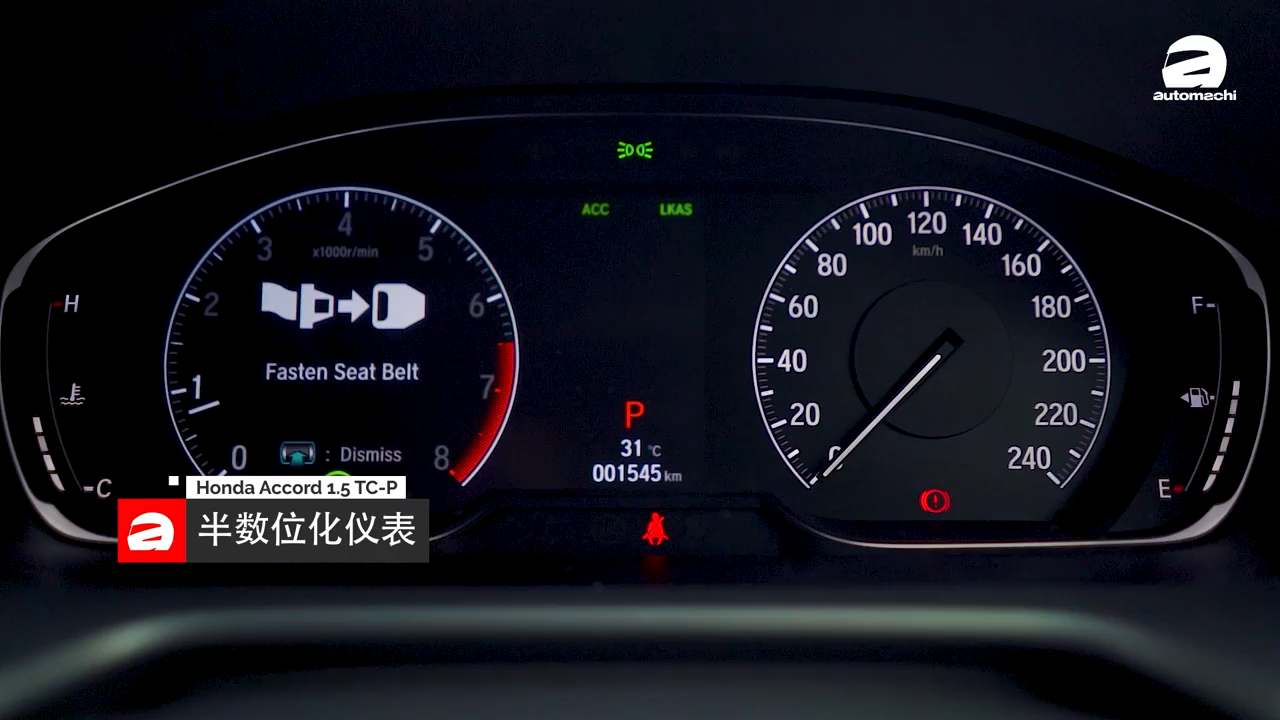 automachi
ACC LKAS
4
3 5
x1000r/min
2 6
1 7
0 8
Fasten Seat Belt
: Dismiss
H
C
P
31 °C
001545 km
120
100 140
km/h
80 160
60 180
40 200
20 220
0 240
F
E
Honda Accord 1.5 TC-P
半数位化仪表